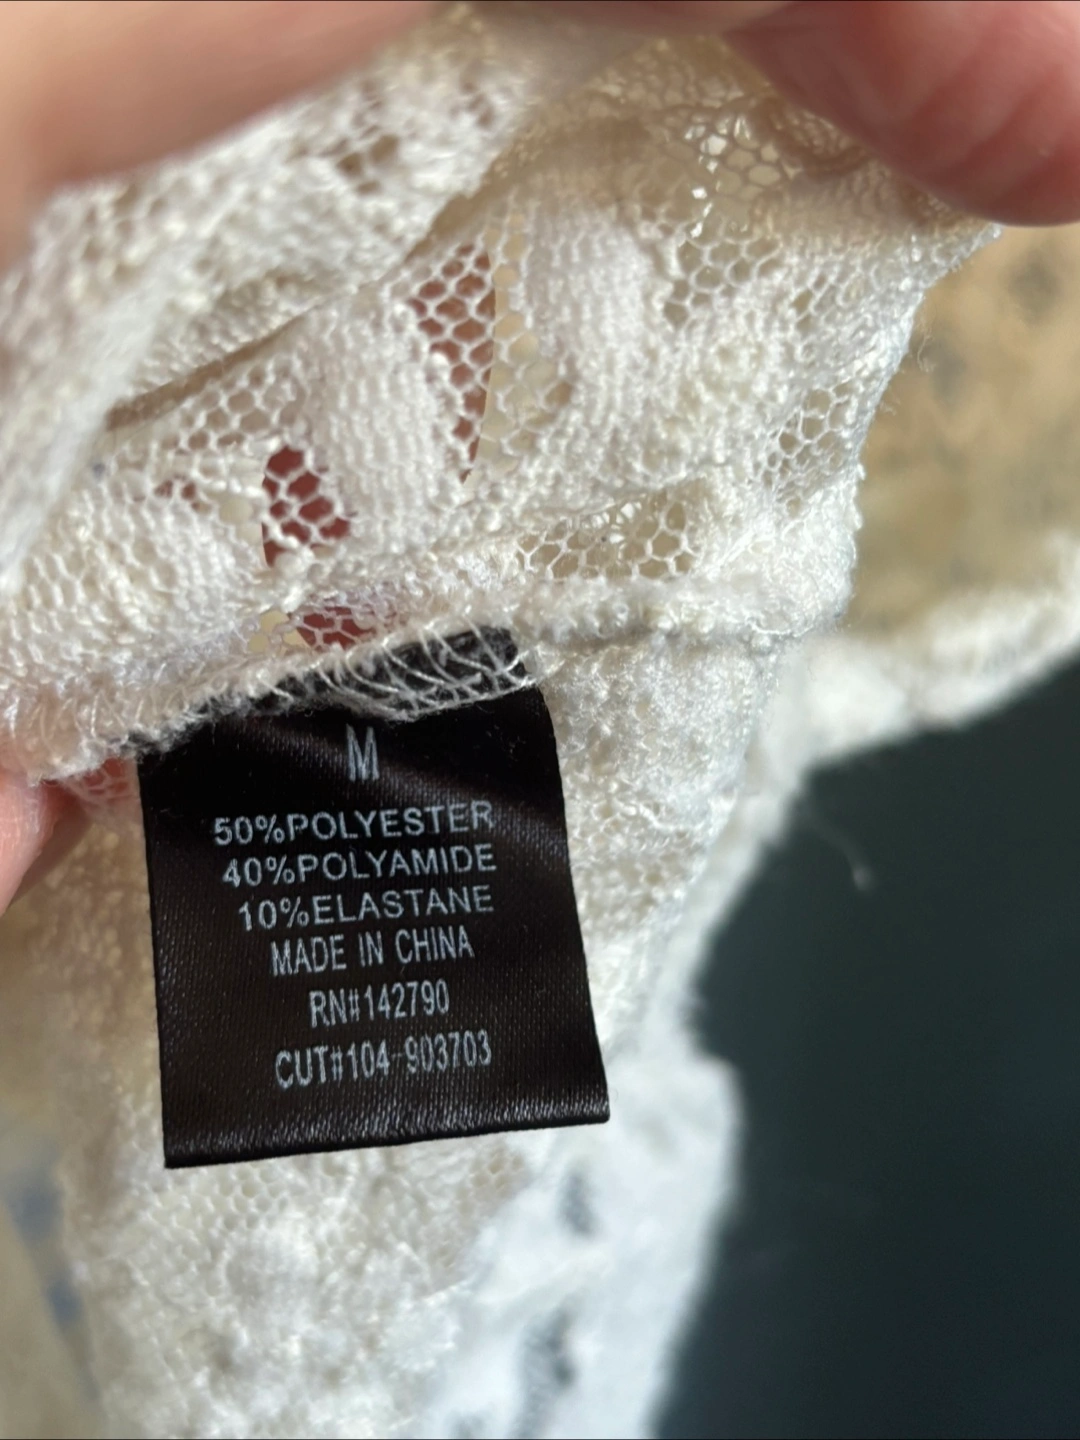 M
50%POLYESTER
40%POLYAMIDE
10%ELASTANE
MADE IN CHINA
RN#142790
CUT#104-903703